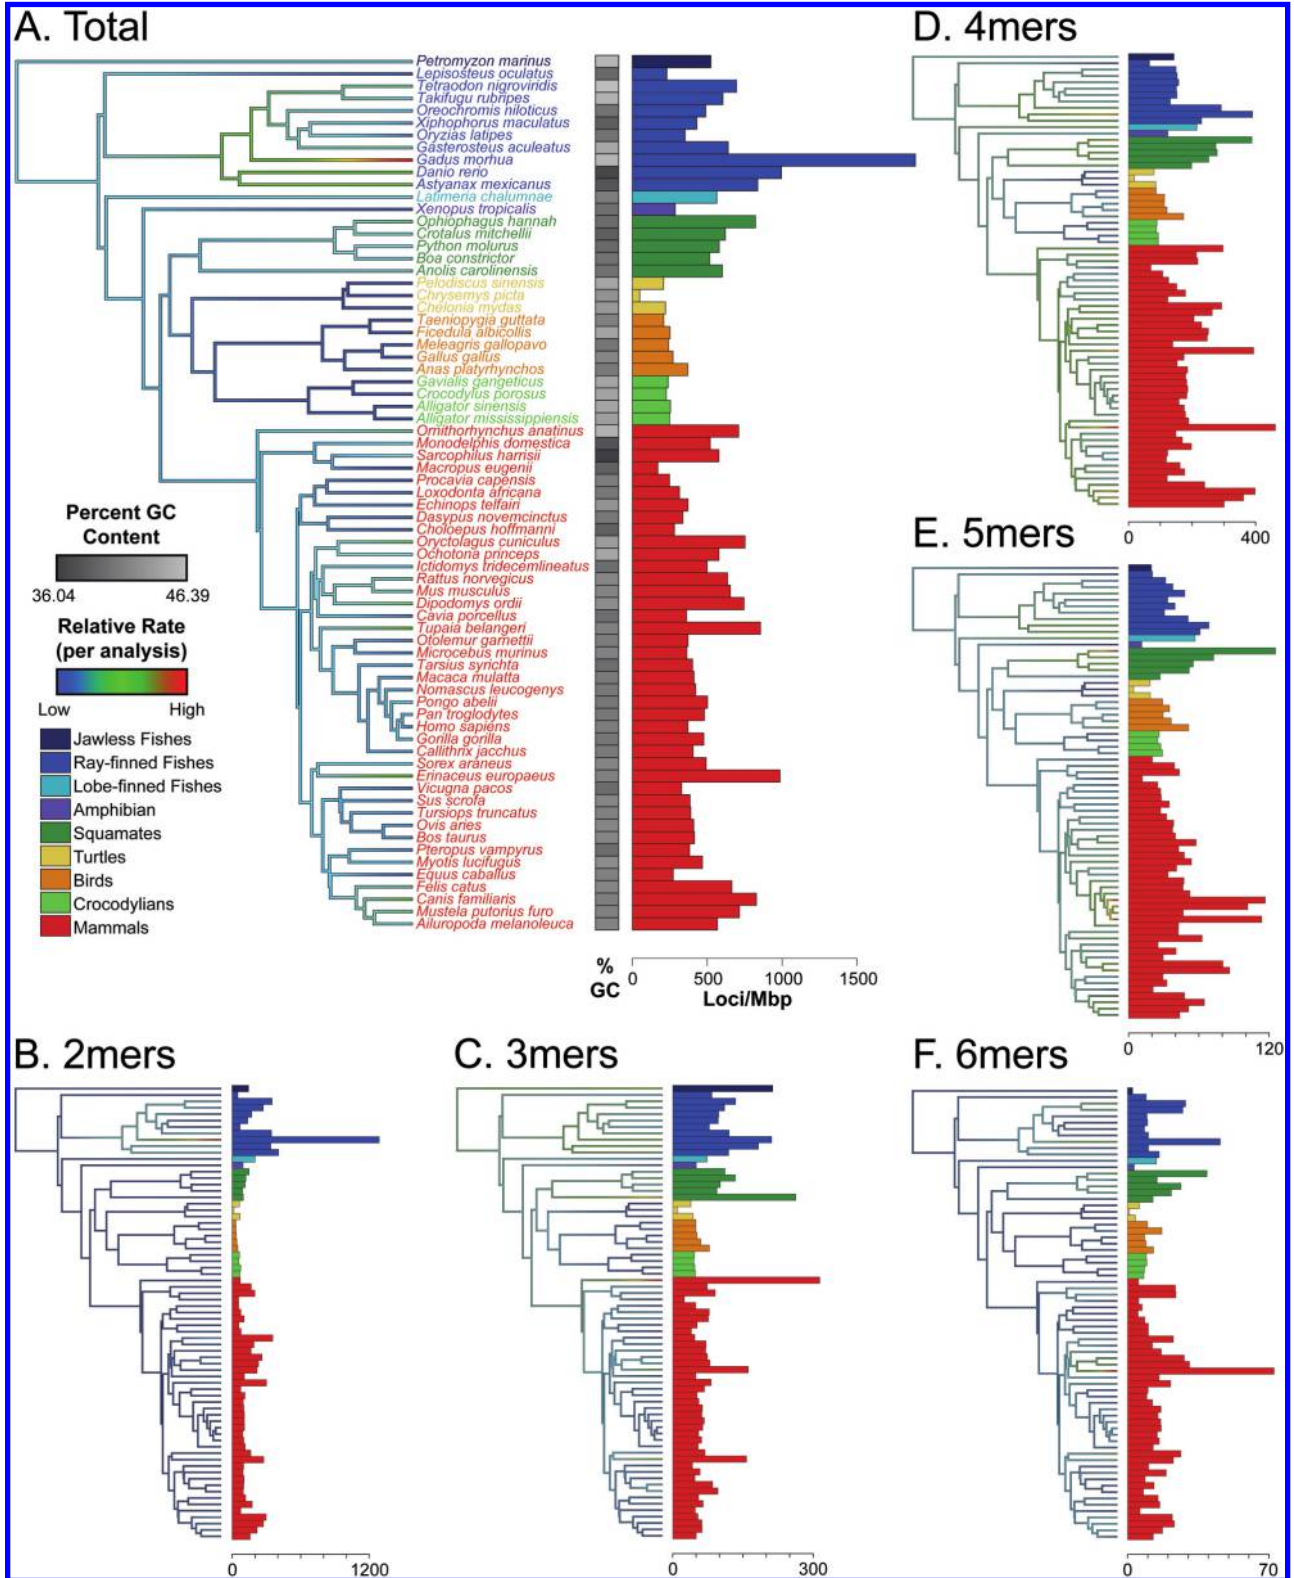 A. Total
Petromyzon marinus
Lepisosteus oculatus
Tetraodon nigroviridis
Takifugu rubripes
Oreochromis niloticus
Xiphophorus maculatus
Oryzias latipes
Gasterosteus aculeatus
Gadus morhua
Danio rerio
Astyanax mexicanus
Latimeria chalumnae
Xenopus tropicalis
Ophiophagus hannah
Crotalus mitchellii
Python molurus
Boa constrictor
Anolis carolinensis
Pelodiscus sinensis
Chrysemys picta
Chelonia mydas
Taeniopygia guttata
Ficedula albicollis
Meleagris gallopavo
Gallus gallus
Anas platyrhynchos
Gavialis gangeticus
Crocodylus porosus
Alligator sinensis
Alligator mississippiensis
Ornithorhynchus anatinus
Monodelphis domestica
Sarcophilus harrisii
Macropus eugenii
Procavia capensis
Loxodonta africana
Echinops telfairi
Dasypus novemcinctus
Choloepus hoffmanni
Oryctolagus cuniculus
Ochotona princeps
Ictidomys tridecemlineatus
Rattus norvegicus
Mus musculus
Dipodomys ordii
Cavia porcellus
Tupaia belangeri
Otolemur garnettii
Microcebus murinus
Tarsius syrichta
Macaca mulatta
Nomascus leucogenys
Pongo abelii
Pan troglodytes
Homo sapiens
Gorilla gorilla
Callithrix jacchus
Sorex araneus
Erinaceus europaeus
Vicugna pacos
Sus scrofa
Tursiops truncatus
Ovis aries
Bos taurus
Pteropus vampyrus
Myotis lucifugus
Equus caballus
Felis catus
Canis familiaris
Mustela putorius furo
Ailuropoda melanoleuca
Percent GC
Content
36.04 46.39
Relative Rate
(per analysis)
Low High
Jawless Fishes
Ray-finned Fishes
Lobe-finned Fishes
Amphibian
Squamates
Turtles
Birds
Crocodylians
Mammals
%
GC
0 500 1000 1500
Loci/Mbp
D. 4mers
0 400
E. 5mers
0 120
B. 2mers
0 1200
C. 3mers
0 300
F. 6mers
0 70